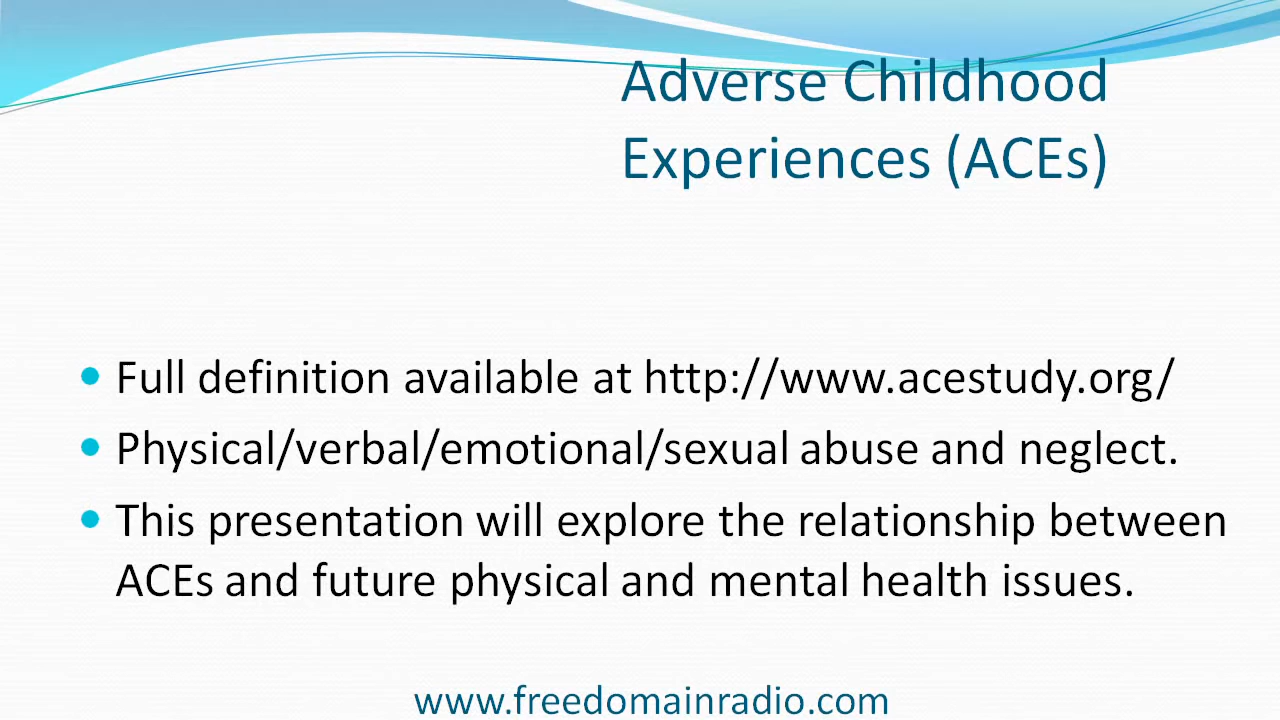 Adverse Childhood
Experiences (ACEs)
• Full definition available at http://www.acestudy.org/
• Physical/verbal/emotional/sexual abuse and neglect.
• This presentation will explore the relationship between
ACEs and future physical and mental health issues.
www.freedomainradio.com